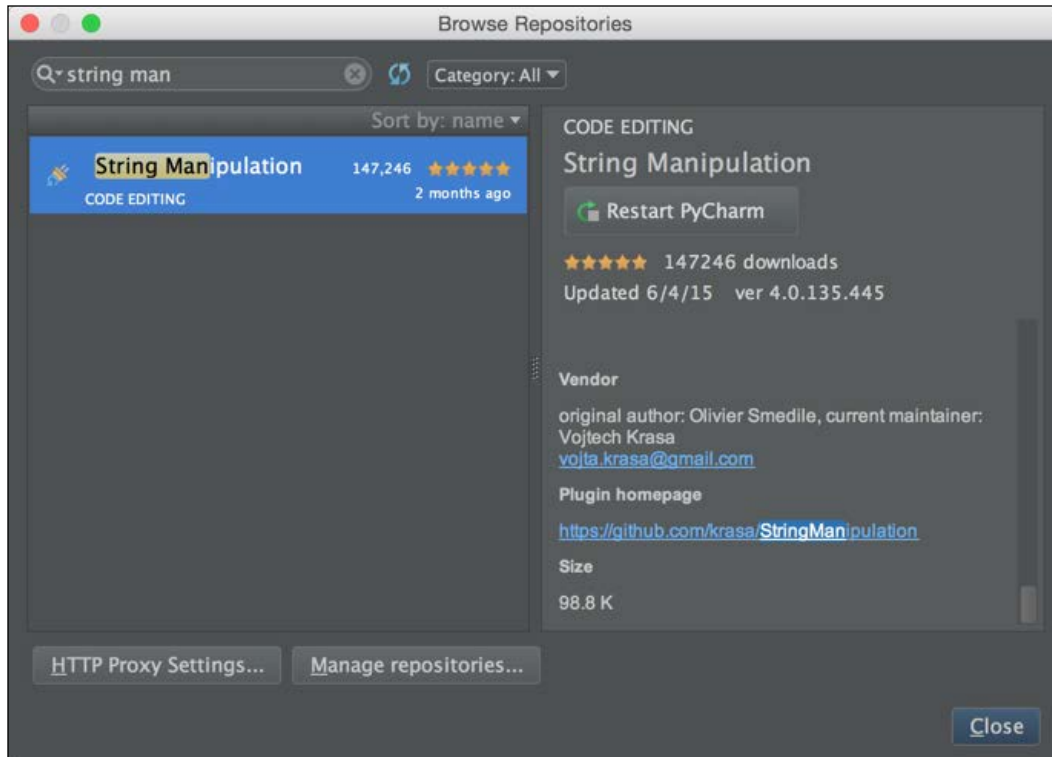 Browse Repositories
string man
Category: All
Sort by: name
String Manipulation 147,246
CODE EDITING 2 months ago
CODE EDITING
String Manipulation
Restart PyCharm
147246 downloads
Updated 6/4/15 ver 4.0.135.445
Vendor
original author: Olivier Smedile, current maintainer:
Vojtech Krasa
vojta.krasa@gmail.com
Plugin homepage
https://github.com/krasa/StringManipulation
Size
98.8 K
HTTP Proxy Settings...
Manage repositories...
Close